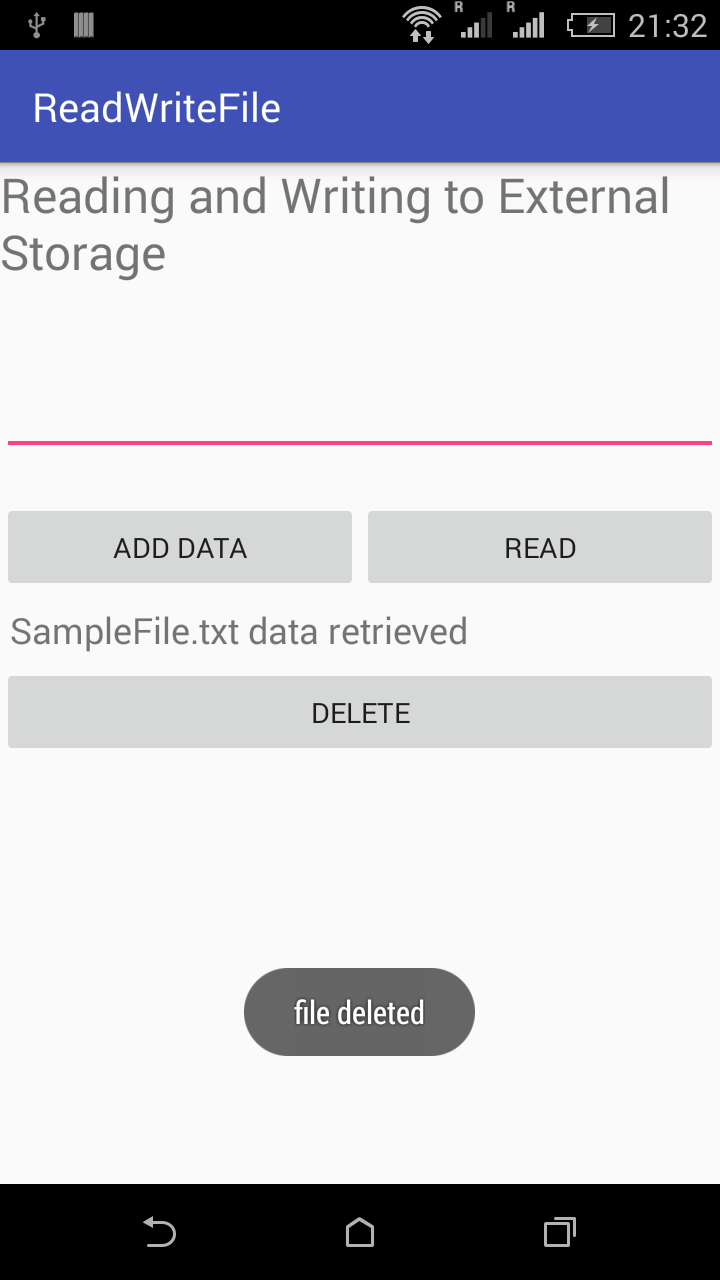 R R 21:32
ReadWriteFile
Reading and Writing to External
Storage
ADD DATA READ
SampleFile.txt data retrieved
DELETE
file deleted